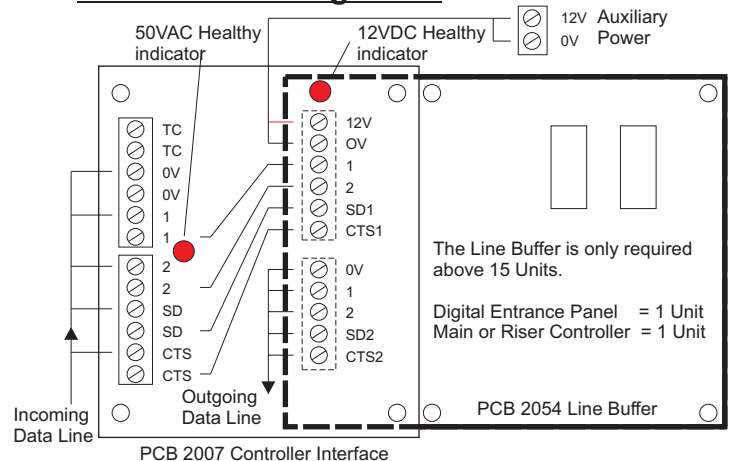 12V Auxiliary
0V Power
50VAC Healthy
indicator
12VDC Healthy
indicator
TC
TC
0V
0V
1
1
2
2
SD
SD
CTS
CTS
12V
OV
1
2
SD1
CTS1
0V
1
2
SD2
CTS2
The Line Buffer is only required
above 15 Units.
Digital Entrance Panel = 1 Unit
Main or Riser Controller = 1 Unit
PCB 2054 Line Buffer
Outgoing
Data Line
Incoming
Data Line
PCB 2007 Controller Interface